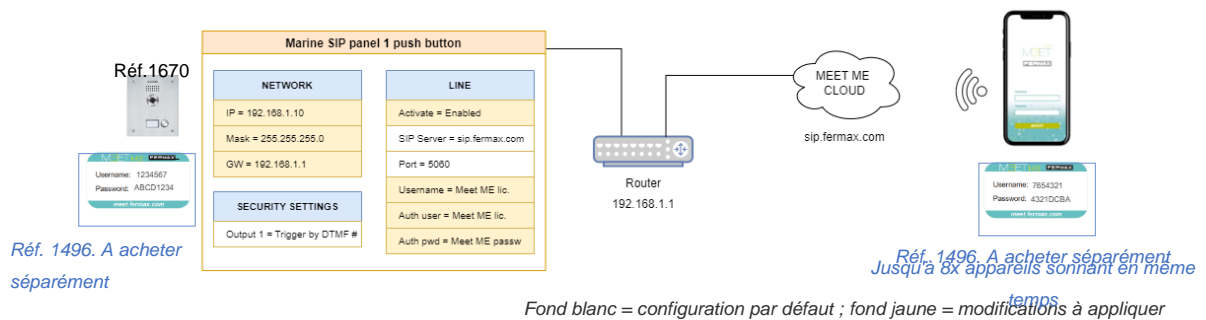 Marine SIP panel 1 push button
Réf.1670
NETWORK
IP = 192.168.1.10
Mask = 255.255.255.0
GW = 192.168.1.1
SECURITY SETTINGS
Output 1 = Trigger by DTMF #
LINE
Activate = Enabled
SIP Server = sip.fermax.com
Port = 5060
Username = Meet ME lic.
Auth user = Meet ME lic.
Auth pwd = Meet ME passw
MEET ME FERMAX
Username: 1234567
Password: ABCD1234
meet.fermax.com
Réf. 1496. A acheter
séparément
Router
192.168.1.1
MEET ME
CLOUD
sip.fermax.com
MEET
Username: 7654321
Password: 4321DCBA
meet.fermax.com
Réf. 1496. A acheter séparément
Jusqu'a 8x appareils sonnant en même
temps
Fond blanc = configuration par défaut ; fond jaune = modifications à appliquer